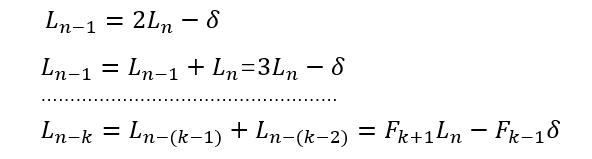 L_{n−1} = 2L_n − δ
L_{n−1} = L_{n−1} + L_n=3L_n − δ
....................................................
L_{n−k} = L_{n−(k−1)} + L_{n−(k−2)} = F_{k+1}L_n − F_{k−1}δ